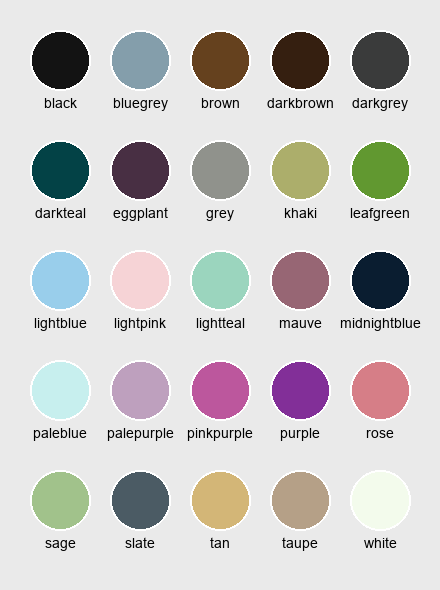 black bluegrey brown darkbrown darkgrey
darkteal eggplant grey khaki leafgreen
lightblue lightpink lightteal mauve midnightblue
paleblue palepurple pinkpurple purple rose
sage slate tan taupe white